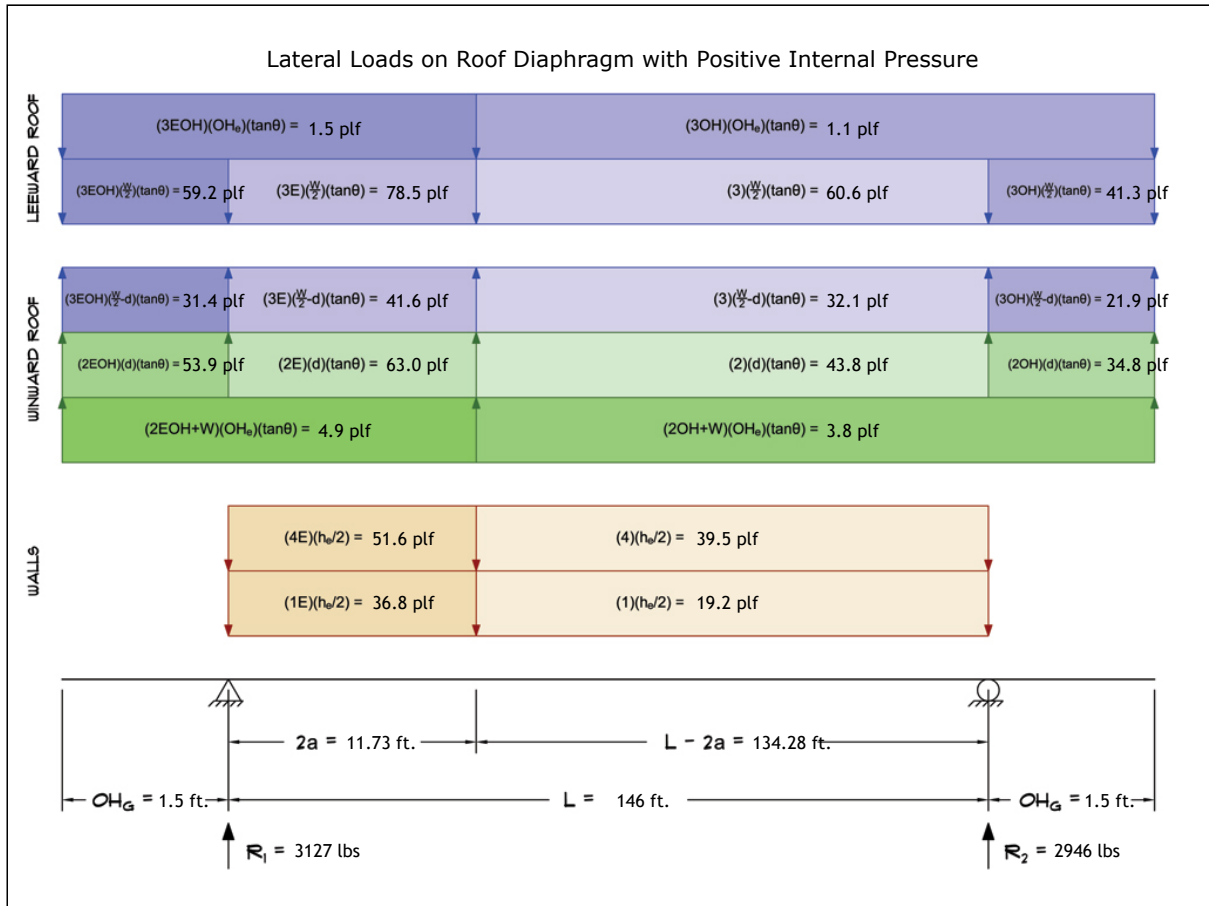 Lateral Loads on Roof Diaphragm with Positive Internal Pressure
LEEWARD ROOF
(3EOH)(OHₑ)(tanθ) = 1.5 plf
(3OH)(OHₑ)(tanθ) = 1.1 plf
(3EOH)(W/2)(tanθ) = 59.2 plf
(3E)(W/2)(tanθ) = 78.5 plf
(3)(W/2)(tanθ) = 60.6 plf
(3OH)(W/2)(tanθ) = 41.3 plf
WINWARD ROOF
(3EOH)(W/2-d)(tanθ) = 31.4 plf
(3E)(W/2-d)(tanθ) = 41.6 plf
(3)(W/2-d)(tanθ) = 32.1 plf
(3OH)(W/2-d)(tanθ) = 21.9 plf
(2EOH)(d)(tanθ) = 53.9 plf
(2E)(d)(tanθ) = 63.0 plf
(2)(d)(tanθ) = 43.8 plf
(2OH)(d)(tanθ) = 34.8 plf
(2EOH+W)(OHₑ)(tanθ) = 4.9 plf
(2OH+W)(OHₑ)(tanθ) = 3.8 plf
WALLS
(4E)(hₑ/2) = 51.6 plf
(4)(hₑ/2) = 39.5 plf
(1E)(hₑ/2) = 36.8 plf
(1)(hₑ/2) = 19.2 plf
2a = 11.73 ft.
L - 2a = 134.28 ft.
OHG = 1.5 ft.
L = 146 ft.
OHG = 1.5 ft.
R₁ = 3127 lbs
R₂ = 2946 lbs